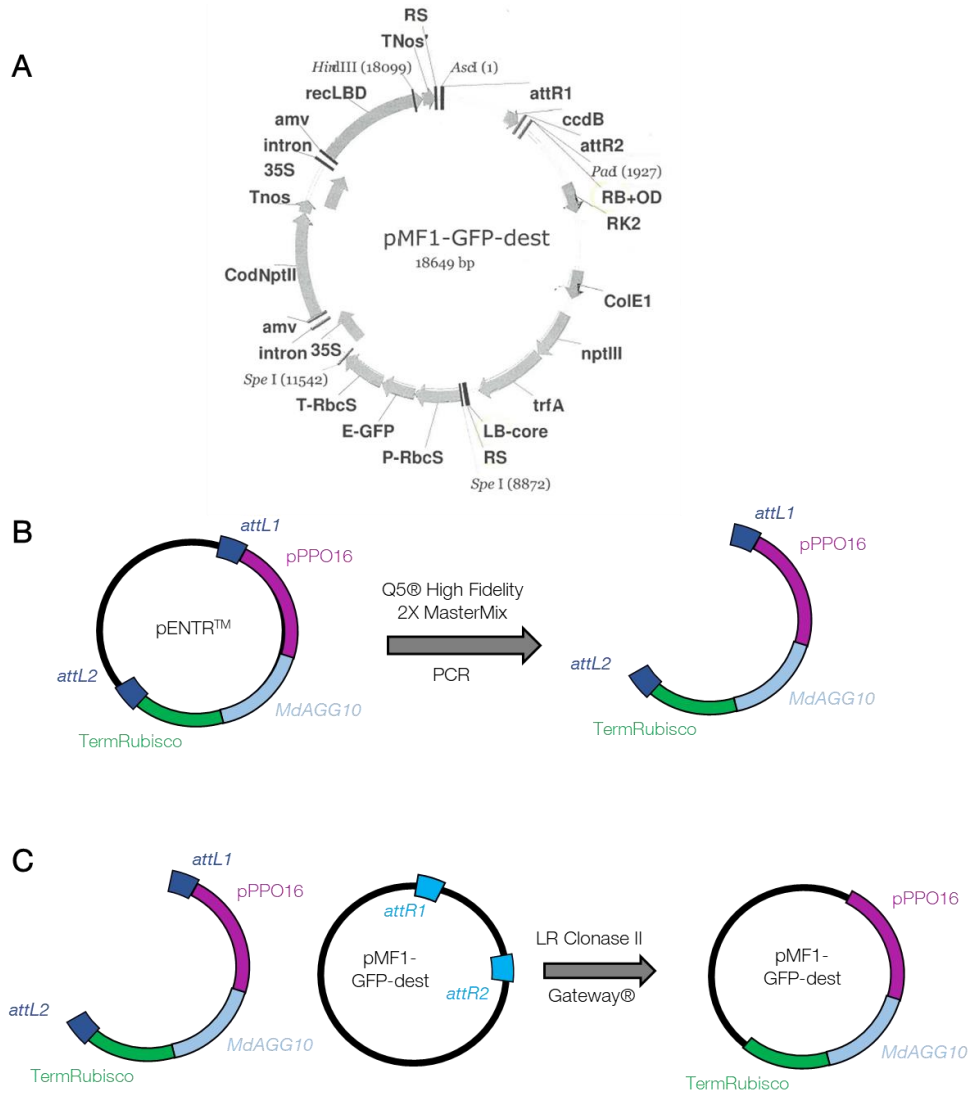 A
RS
TNos'
HindIII (18099)
AscI (1)
recLBD
attR1
amv
ccdB
intron
attR2
35S
PacI (1927)
Tnos
RB+OD
RK2
pMF1-GFP-dest
18649 bp
CodNptII
ColE1
amv
intron
35S
nptIII
Spe I (11542)
T-RbcS
trfA
E-GFP
LB-core
P-RbcS
RS
Spe I (8872)
B
attL1
pPPO16
pENTR™
attL2
MdAGG10
TermRubisco
Q5® High Fidelity
2X MasterMix
PCR
attL1
pPPO16
attL2
MdAGG10
TermRubisco
C
attL1
pPPO16
attL2
MdAGG10
TermRubisco
attR1
pMF1-
GFP-dest
attR2
LR Clonase II
Gateway®
pPPO16
pMF1-
GFP-dest
MdAGG10
TermRubisco